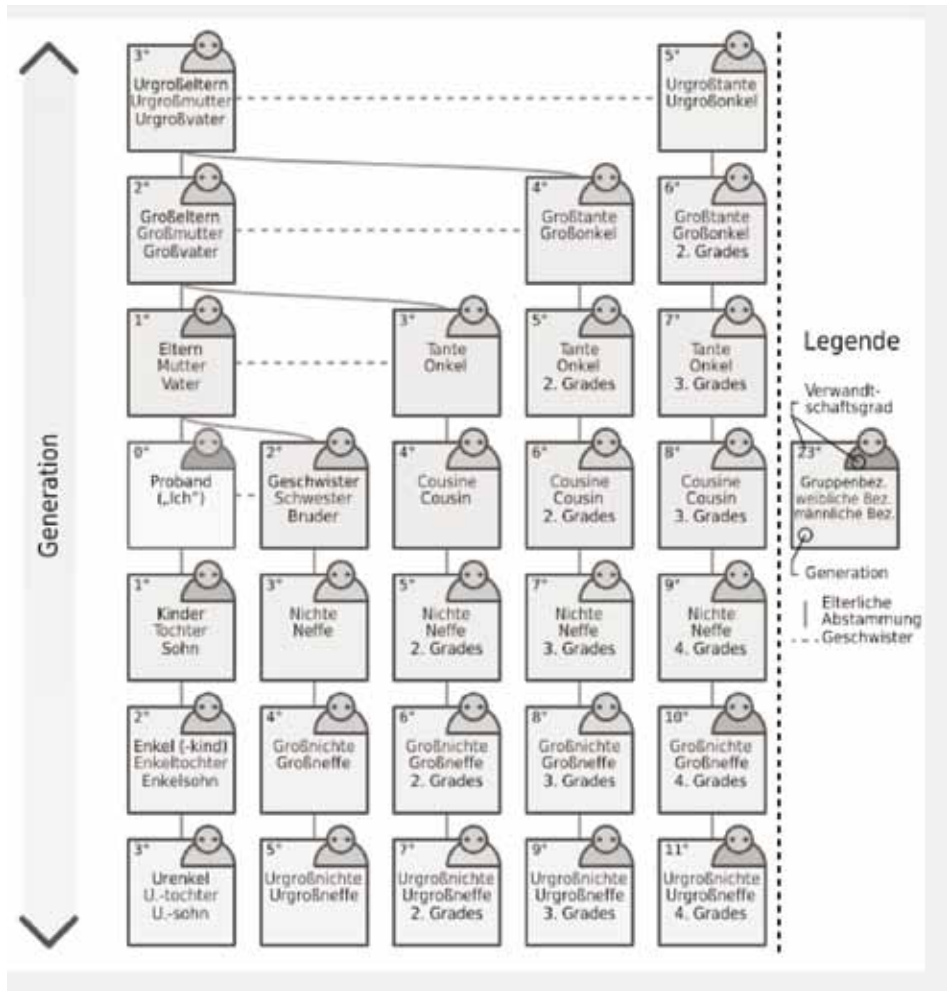 3°
Urgroßeltern
Urgroßmutter
Urgroßvater
5°
Urgroßtante
Urgroßonkel
2°
Großeltern
Großmutter
Großvater
4°
Großtante
Großonkel
6°
Großtante
Großonkel
2. Grades
1°
Eltern
Mutter
Vater
3°
Tante
Onkel
5°
Tante
Onkel
2. Grades
7°
Tante
Onkel
3. Grades
0°
Proband
(„Ich“)
2°
Geschwister
Schwester
Bruder
4°
Cousine
Cousin
6°
Cousine
Cousin
2. Grades
8°
Cousine
Cousin
3. Grades
1°
Kinder
Tochter
Sohn
3°
Nichte
Neffe
5°
Nichte
Neffe
2. Grades
7°
Nichte
Neffe
3. Grades
9°
Nichte
Neffe
4. Grades
2°
Enkel (-kind)
Enkeltochter
Enkelsohn
4°
Großnichte
Großneffe
6°
Großnichte
Großneffe
2. Grades
8°
Großnichte
Großneffe
3. Grades
10°
Großnichte
Großneffe
4. Grades
3°
Urenkel
U.-tochter
U.-sohn
5°
Urgroßnichte
Urgroßneffe
7°
Urgroßnichte
Urgroßneffe
2. Grades
9°
Urgroßnichte
Urgroßneffe
3. Grades
11°
Urgroßnichte
Urgroßneffe
4. Grades
Generation
Legende
Verwandt-
schaftsgrad
23°
Gruppenbez.
weibliche Bez.
männliche Bez.
Generation
Elterliche
Abstammung
Geschwister